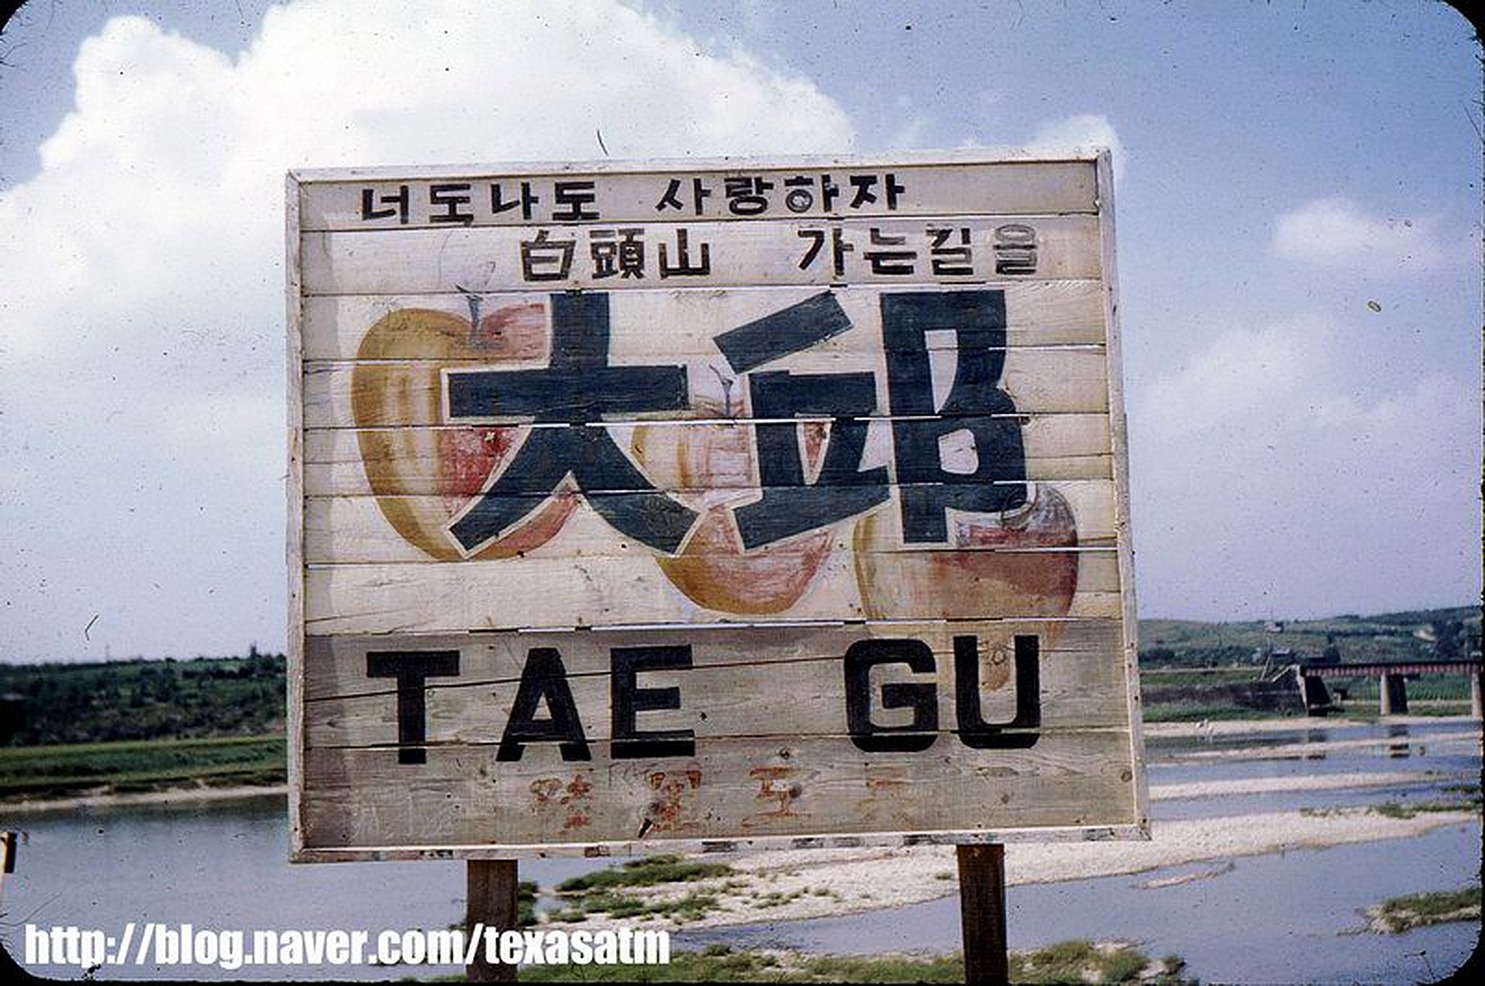 너도나도 사랑하자
白頭山 가는길을
大邱
TAE GU
http://blog.naver.com/texasatm